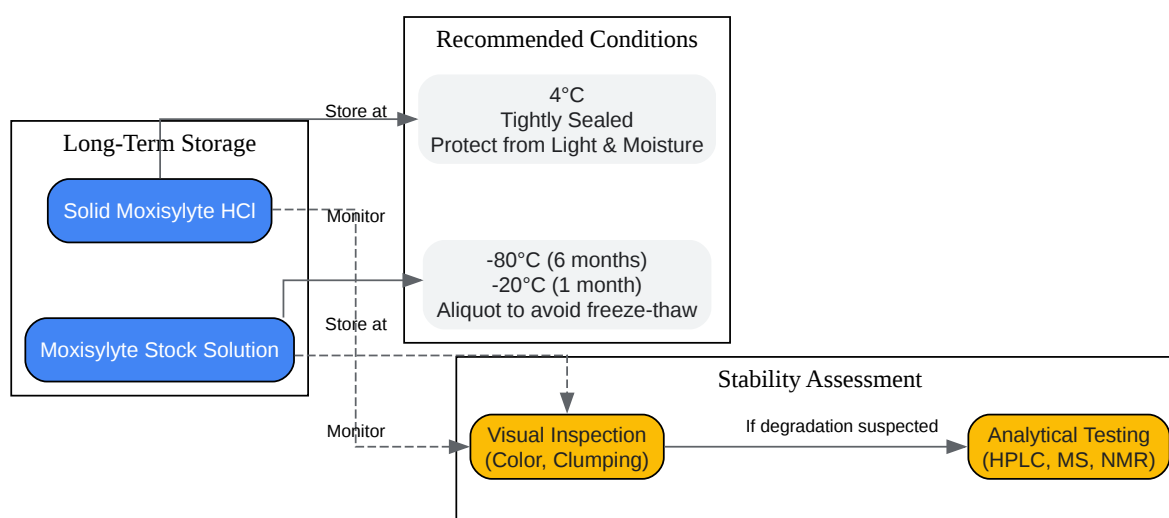 Recommended Conditions
4°C
Tightly Sealed
Protect from Light & Moisture
Store at
Long-Term Storage
Solid Moxisylyte HCl
Monitor
-80°C (6 months)
-20°C (1 month)
Aliquot to avoid freeze-thaw
Store at
Moxisylyte Stock Solution
Stability Assessment
Monitor
Visual Inspection
(Color, Clumping)
If degradation suspected
Analytical Testing
(HPLC, MS, NMR)